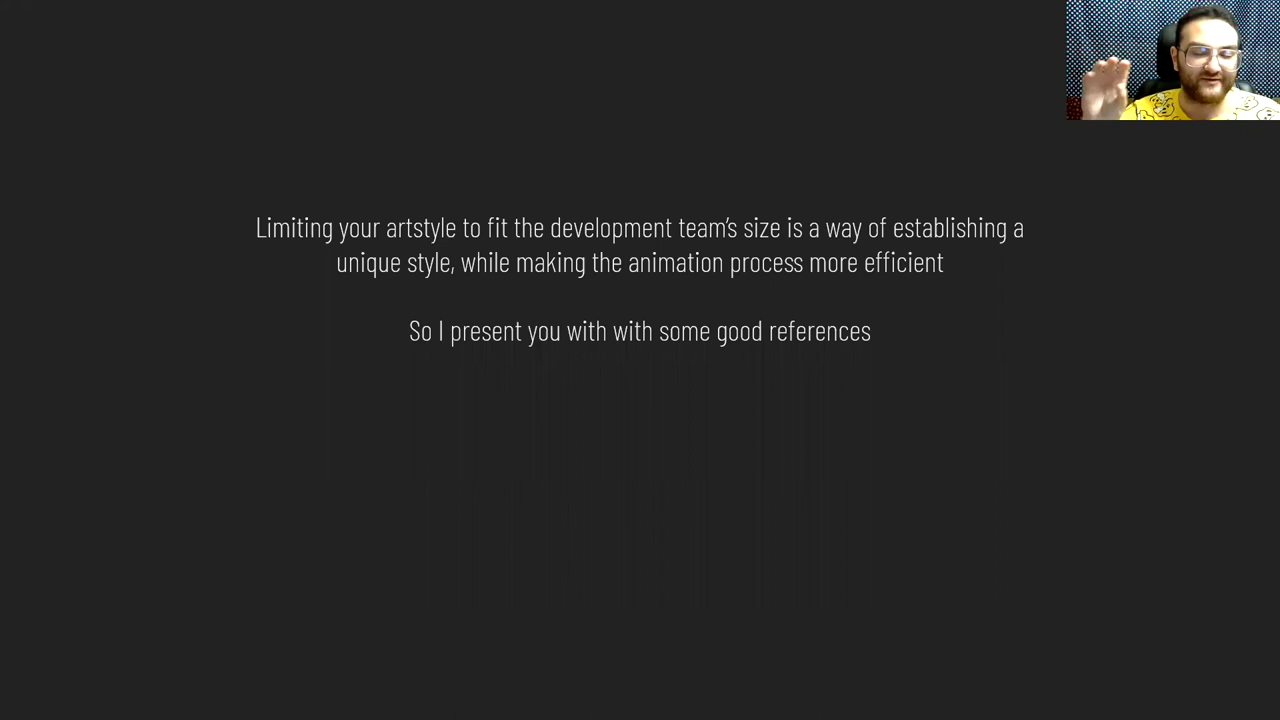 Limiting your artstyle to fit the development team's size is a way of establishing a
unique style, while making the animation process more efficient
So I present you with with some good references